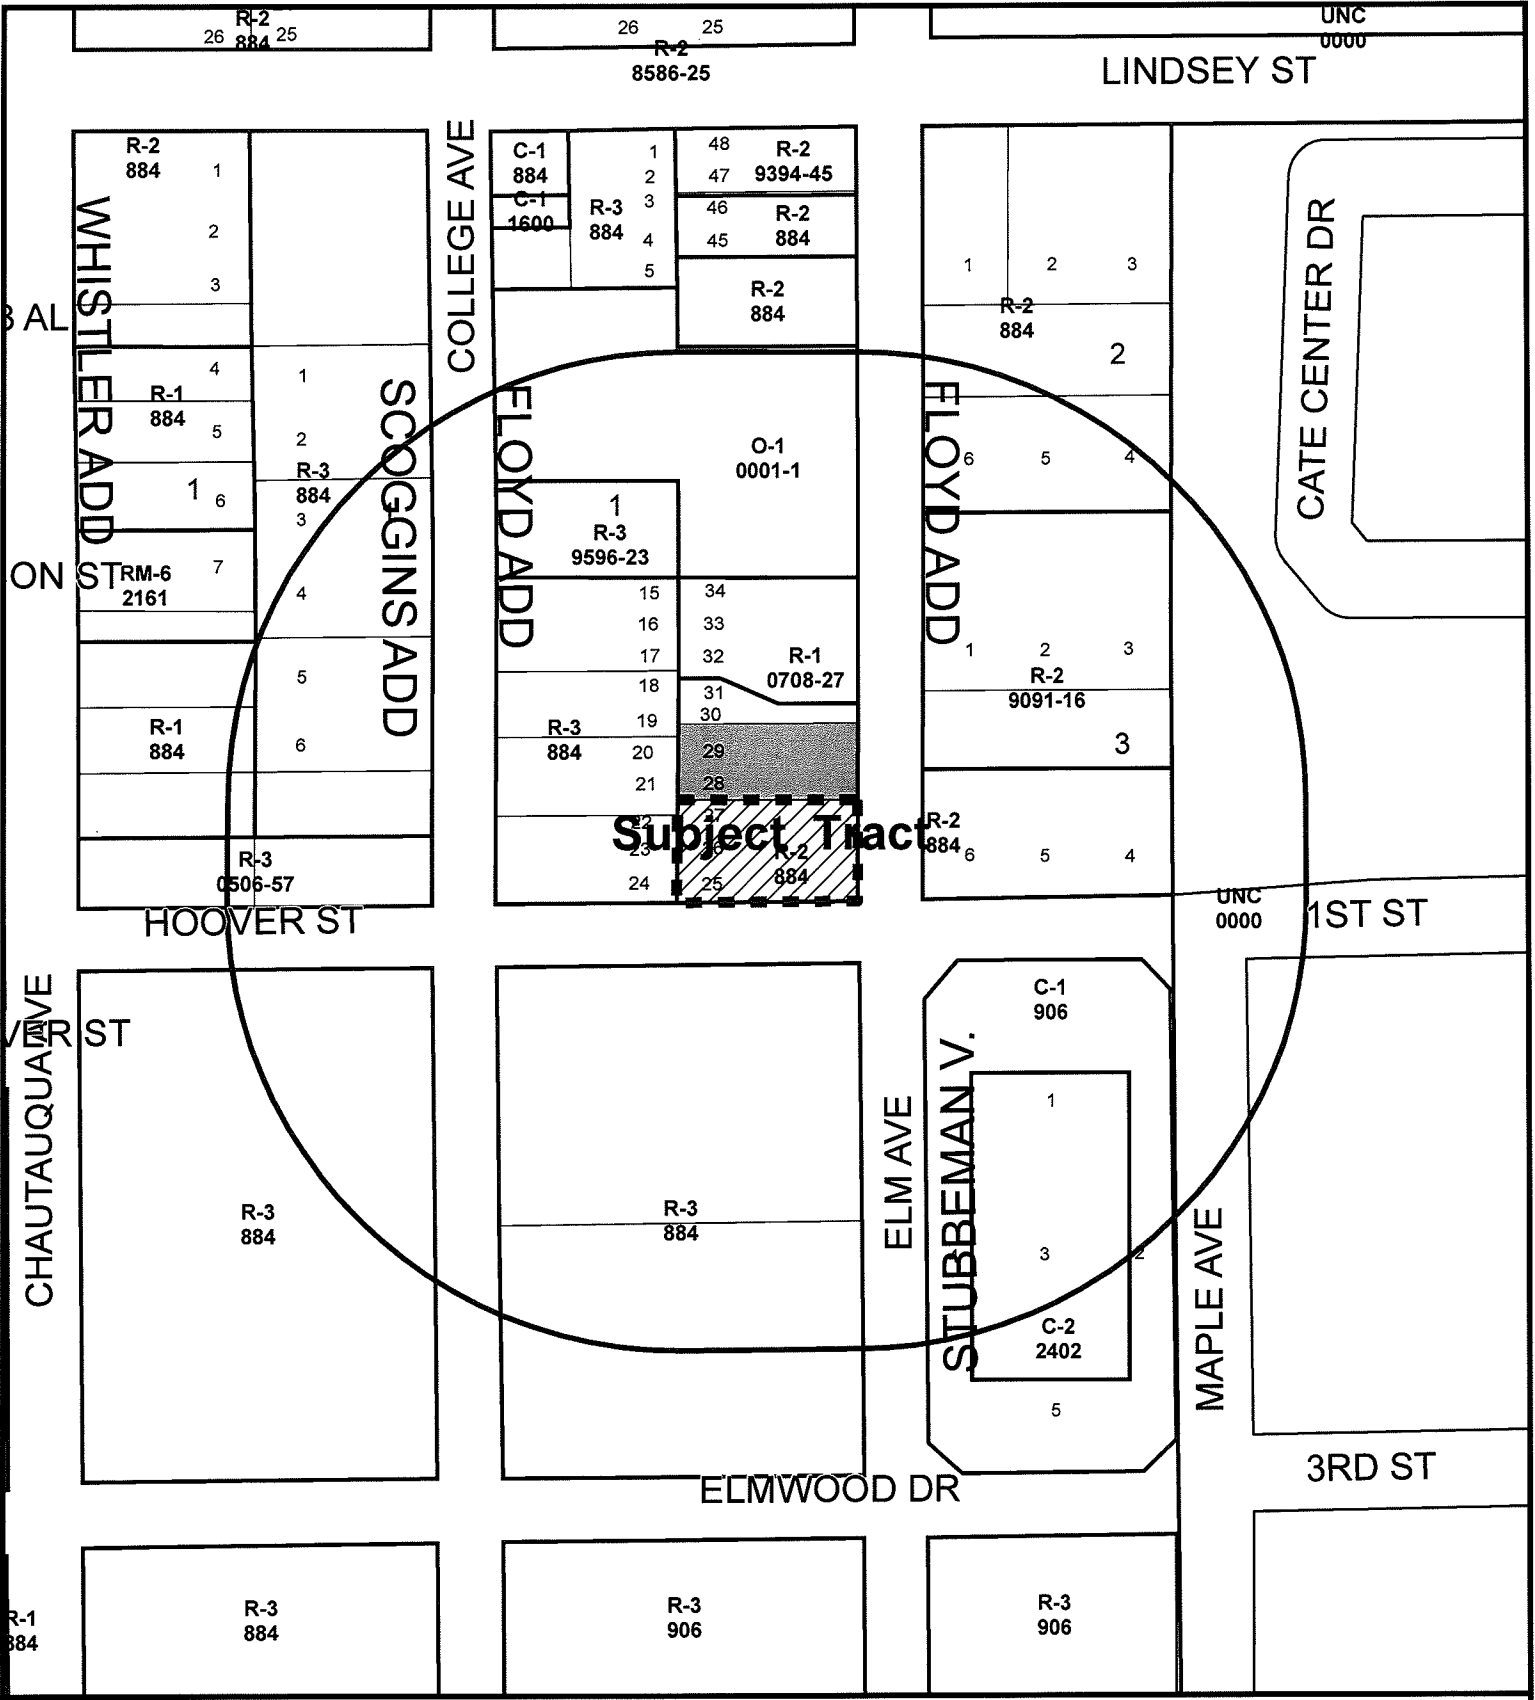 R-2
884
26
25
26
25
R-2
8586-25
UNC
0000
LINDSEY ST
R-2
884
1
2
3
WHISTLER ADD
COLLEGE AVE
C-1
884
C-1
1600
R-3
884
1
2
3
4
5
48
47
R-2
9394-45
46
45
R-2
884
R-2
884
1
2
3
R-2
884
2
6
5
4
CATE CENTER DR
AL
4
R-1
884
5
1
6
1
2
R-3
884
3
SCOGGINS ADD
FLOYD ADD
O-1
0001-1
FLOYD ADD
1
R-3
9596-23
ON ST
RM-6
2161
7
4
5
6
R-1
884
15
16
17
18
19
20
21
22
23
24
R-3
884
34
33
32
31
30
29
28
27
26
25
R-1
0708-27
1
2
3
R-2
9091-16
3
Subject Tract
R-2
884
R-2
884
6
5
4
R-3
0506-57
HOOVER ST
UNC
0000
1ST ST
VER ST
CHAUTAUQUA AVE
C-1
906
1
STUBBEMAN V.
ELM AVE
R-3
884
R-3
884
3
2
C-2
2402
5
MAPLE AVE
ELMWOOD DR
3RD ST
R-1
884
R-3
884
R-3
906
R-3
906